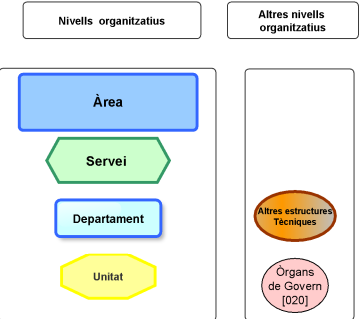 Nivells organitzatius
Altres nivells
organitzatius
Àrea
Servei
Departament
Unitat
Altres estructures
Tècniques
Òrgans
de Govern
[020]